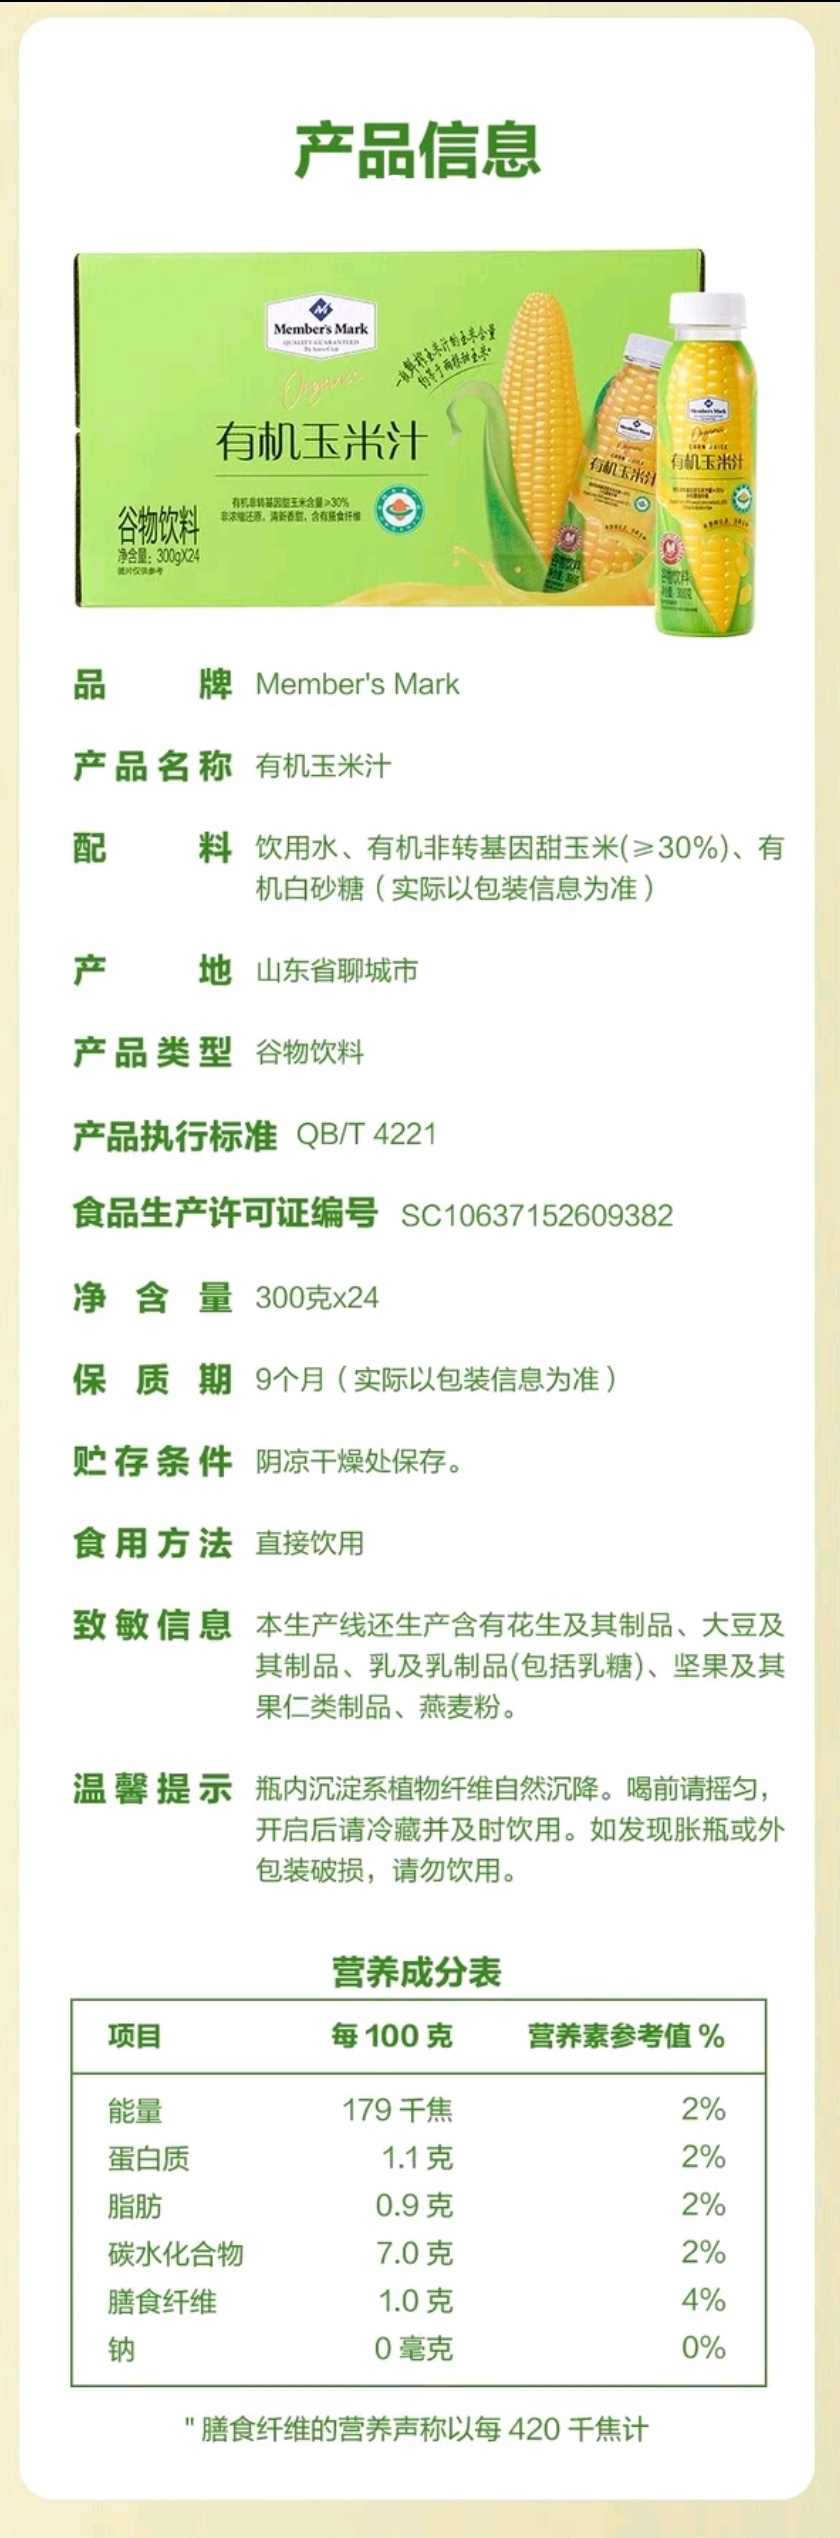 产品信息
Member's Mark
QUALITY GUARANTEED
By Sam's Club
Organic
一瓶鲜榨玉米汁的玉米含量
约等于两根甜玉米*
有机玉米汁
有机非转基因甜玉米含量≥30%
非浓缩还原，清新香甜，含有膳食纤维
谷物饮料
净含量：300gX24
图片仅供参考
Member's Mark
Organic
CORN JUICE
有机玉米汁
Member's Mark
Organic
CORN JUICE
有机玉米汁
谷物饮料
品牌 Member's Mark
产品名称 有机玉米汁
配料 饮用水、有机非转基因甜玉米(≥30%)、有
机白砂糖（实际以包装信息为准）
产地 山东省聊城市
产品类型 谷物饮料
产品执行标准 QB/T 4221
食品生产许可证编号 SC10637152609382
净含量 300克x24
保质期 9个月（实际以包装信息为准）
贮存条件 阴凉干燥处保存。
食用方法 直接饮用
致敏信息 本生产线还生产含有花生及其制品、大豆及
其制品、乳及乳制品(包括乳糖)、坚果及其
果仁类制品、燕麦粉。
温馨提示 瓶内沉淀系植物纤维自然沉降。喝前请摇匀，
开启后请冷藏并及时饮用。如发现胀瓶或外
包装破损，请勿饮用。
营养成分表
项目 每 100 克 营养素参考值 %
能量 179 千焦 2%
蛋白质 1.1 克 2%
脂肪 0.9 克 2%
碳水化合物 7.0 克 2%
膳食纤维 1.0 克 4%
钠 0 毫克 0%
" 膳食纤维的营养声称以每 420 千焦计